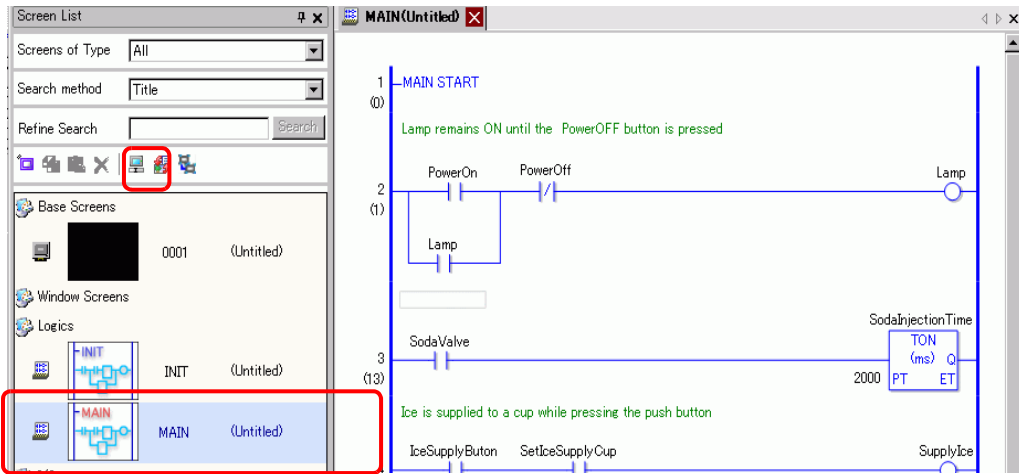 Screen List
Screens of Type All
Search method Title
Refine Search Search
Base Screens
0001 (Untitled)
Window Screens
Logics
INIT
INIT (Untitled)
MAIN
MAIN (Untitled)
MAIN(Untitled)
1 MAIN START
(0)
Lamp remains ON until the PowerOFF button is pressed
PowerOn PowerOff Lamp
2
(1)
Lamp
SodaInjectionTime
SodaValve TON
3 (ms) Q
(13) 2000 PT ET
Ice is supplied to a cup while pressing the push button
IceSupplyButon SetIceSupplyCup SupplyIce